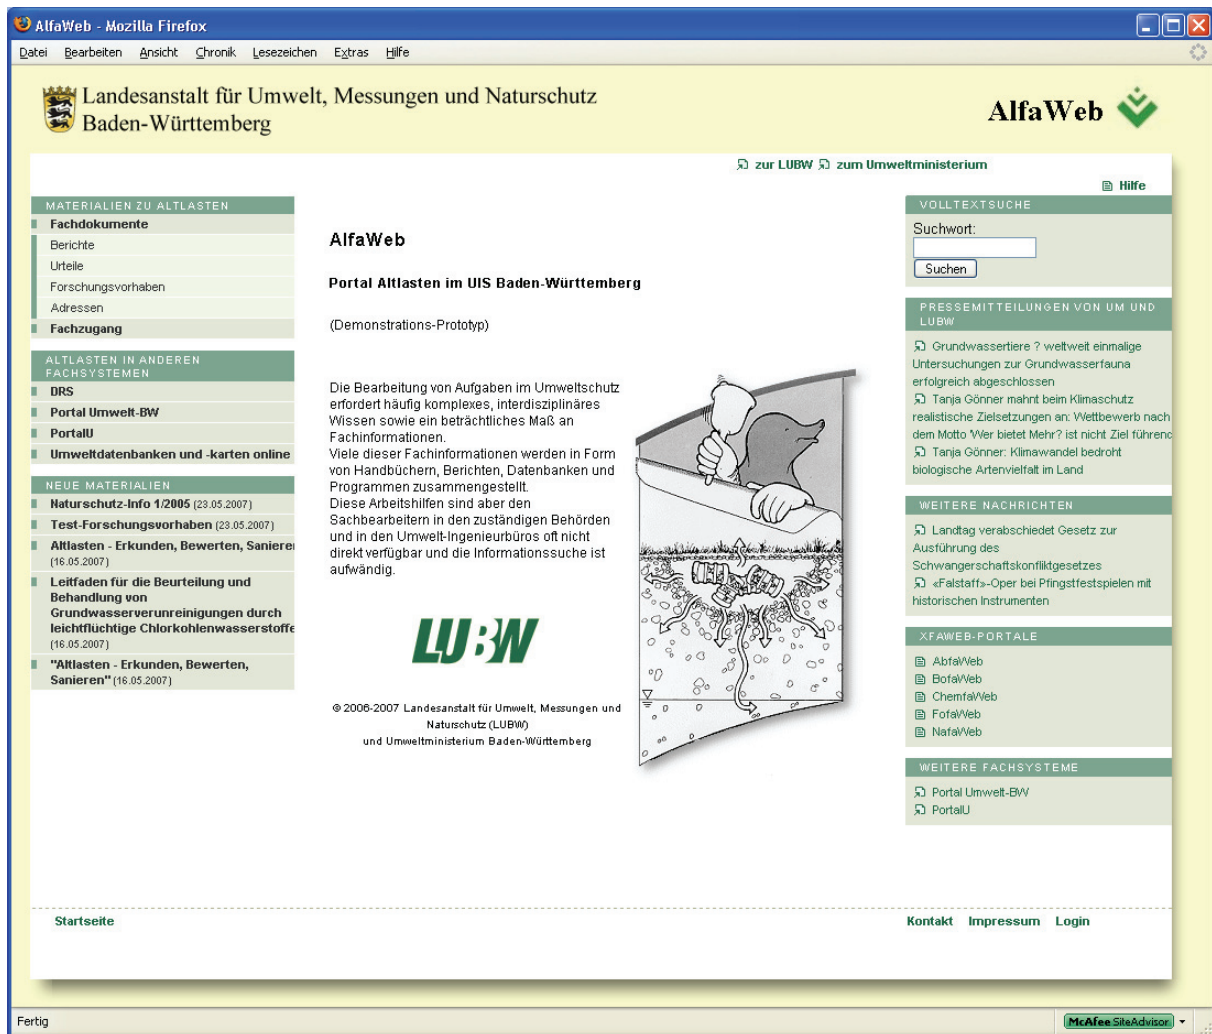 AlfaWeb - Mozilla Firefox
Datei Bearbeiten Ansicht Chronik Lesezeichen Extras Hilfe
Landesanstalt für Umwelt, Messungen und Naturschutz
Baden-Württemberg
AlfaWeb
zur LUBW zum Umweltministerium
Hilfe
MATERIALIEN ZU ALTLASTEN
Fachdokumente
Berichte
Urteile
Forschungsvorhaben
Adressen
Fachzugang
ALTLASTEN IN ANDEREN
FACHSYSTEMEN
DRS
Portal Umwelt-BW
PortalU
Umweltdatenbanken und -karten online
NEUE MATERIALIEN
Naturschutz-Info 1/2005 (23.05.2007)
Test-Forschungsvorhaben (23.05.2007)
Altlasten - Erkunden, Bewerten, Sanieren
(16.05.2007)
Leitfaden für die Beurteilung und
Behandlung von
Grundwasserverunreinigungen durch
leichtflüchtige Chlorkohlenwasserstoffe
(16.05.2007)
"Altlasten - Erkunden, Bewerten,
Sanieren" (16.05.2007)
AlfaWeb
Portal Altlasten im UIS Baden-Württemberg
(Demonstrations-Prototyp)
Die Bearbeitung von Aufgaben im Umweltschutz
erfordert häufig komplexes, interdisziplinäres
Wissen sowie ein beträchtliches Maß an
Fachinformationen.
Viele dieser Fachinformationen werden in Form
von Handbüchern, Berichten, Datenbanken und
Programmen zusammengestellt.
Diese Arbeitshilfen sind aber den
Sachbearbeitern in den zuständigen Behörden
und in den Umwelt-Ingenieurbüros oft nicht
direkt verfügbar und die Informationssuche ist
aufwändig.
LUBW
© 2006-2007 Landesanstalt für Umwelt, Messungen und
Naturschutz (LUBW)
und Umweltministerium Baden-Württemberg
VOLLTEXTSUCHE
Suchwort:
Suchen
PRESSEMITTEILUNGEN VON UM UND
LUBW
Grundwassertiere ? weltweit einmalige
Untersuchungen zur Grundwasserfauna
erfolgreich abgeschlossen
Tanja Gönner mahnt beim Klimaschutz
realistische Zielsetzungen an: Wettbewerb nach
dem Motto 'Wer bietet Mehr? ist nicht Ziel führend
Tanja Gönner: Klimawandel bedroht
biologische Artenvielfalt im Land
WEITERE NACHRICHTEN
Landtag verabschiedet Gesetz zur
Ausführung des
Schwangerschaftskonfliktgesetzes
«Falstaff»-Oper bei Pfingstfestspielen mit
historischen Instrumenten
XFAWEB-PORTALE
AbfaWeb
BofaWeb
ChemfaWeb
FofaWeb
NafaWeb
WEITERE FACHSYSTEME
Portal Umwelt-BW
PortalU
Startseite
Kontakt Impressum Login
Fertig
McAfee SiteAdvisor